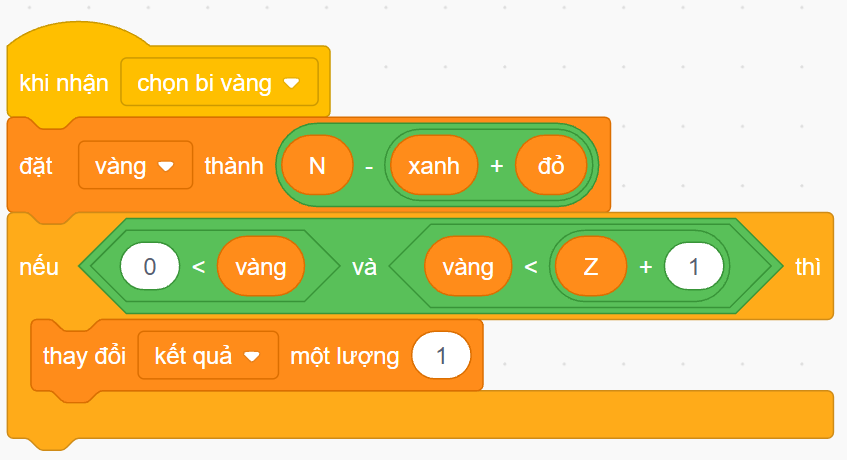 khi nhận chọn bi vàng
đặt vàng thành N - xanh + đỏ
nếu 0 < vàng và vàng < Z + 1 thì
thay đổi kết quả một lượng 1